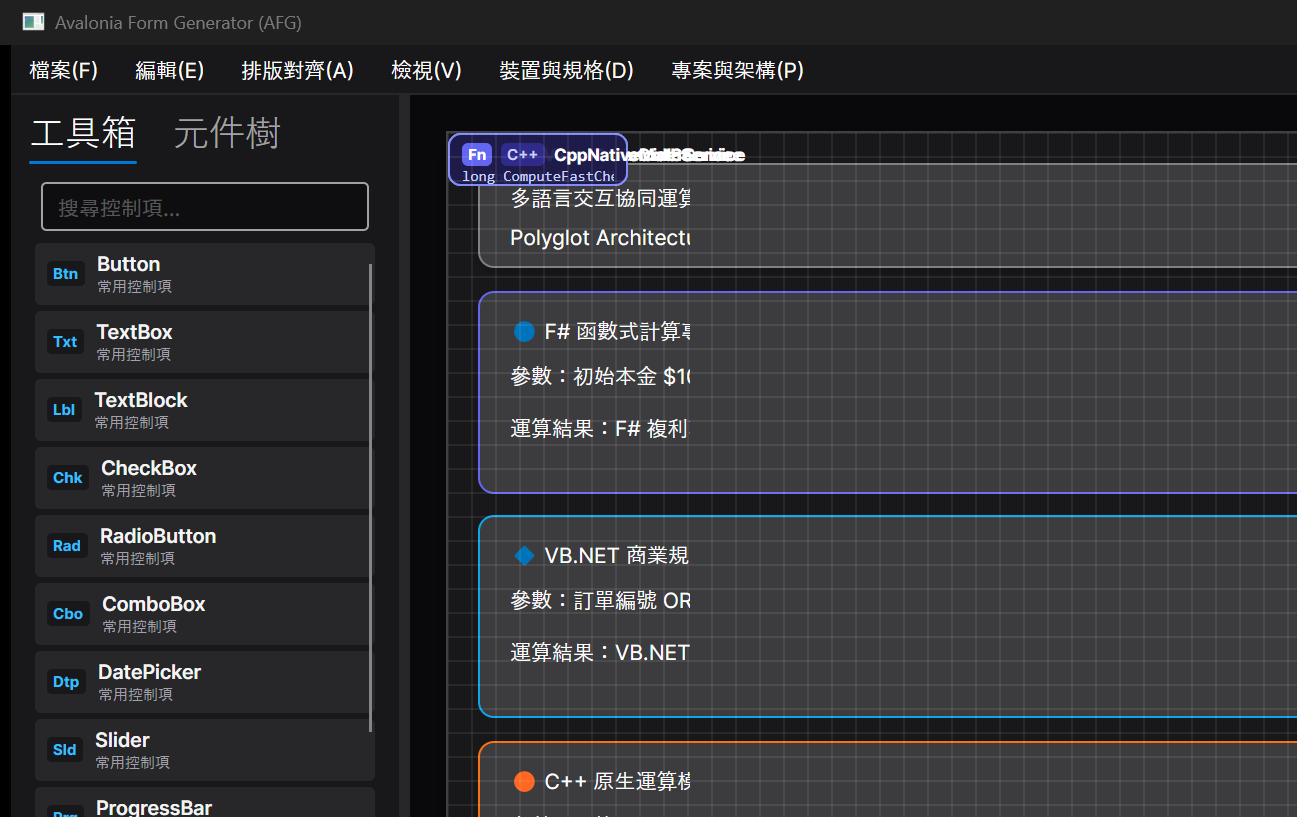 Avalonia Form Generator (AFG)
檔案(F) 編輯(E) 排版對齊(A) 檢視(V) 裝置與規格(D) 專案與架構(P)
工具箱 元件樹
搜尋控制項...
Btn Button
常用控制項
Txt TextBox
常用控制項
Lbl TextBlock
常用控制項
Chk CheckBox
常用控制項
Rad RadioButton
常用控制項
Cbo ComboBox
常用控制項
Dtp DatePicker
常用控制項
Sld Slider
常用控制項
ProgressBar
Fn C++
long ComputeFastChe
多語言交互協同運算
Polyglot Architectu
F# 函數式計算
參數：初始本金 $10
運算結果：F# 複利
VB.NET 商業規
參數：訂單編號 OR
運算結果：VB.NET
C++ 原生運算模